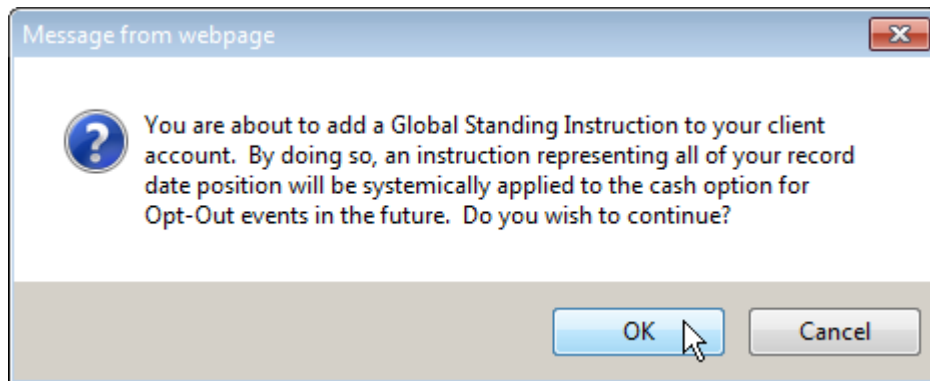 Message from webpage
You are about to add a Global Standing Instruction to your client
account.  By doing so, an instruction representing all of your record
date position will be systemically applied to the cash option for
Opt-Out events in the future.  Do you wish to continue?
OK
Cancel